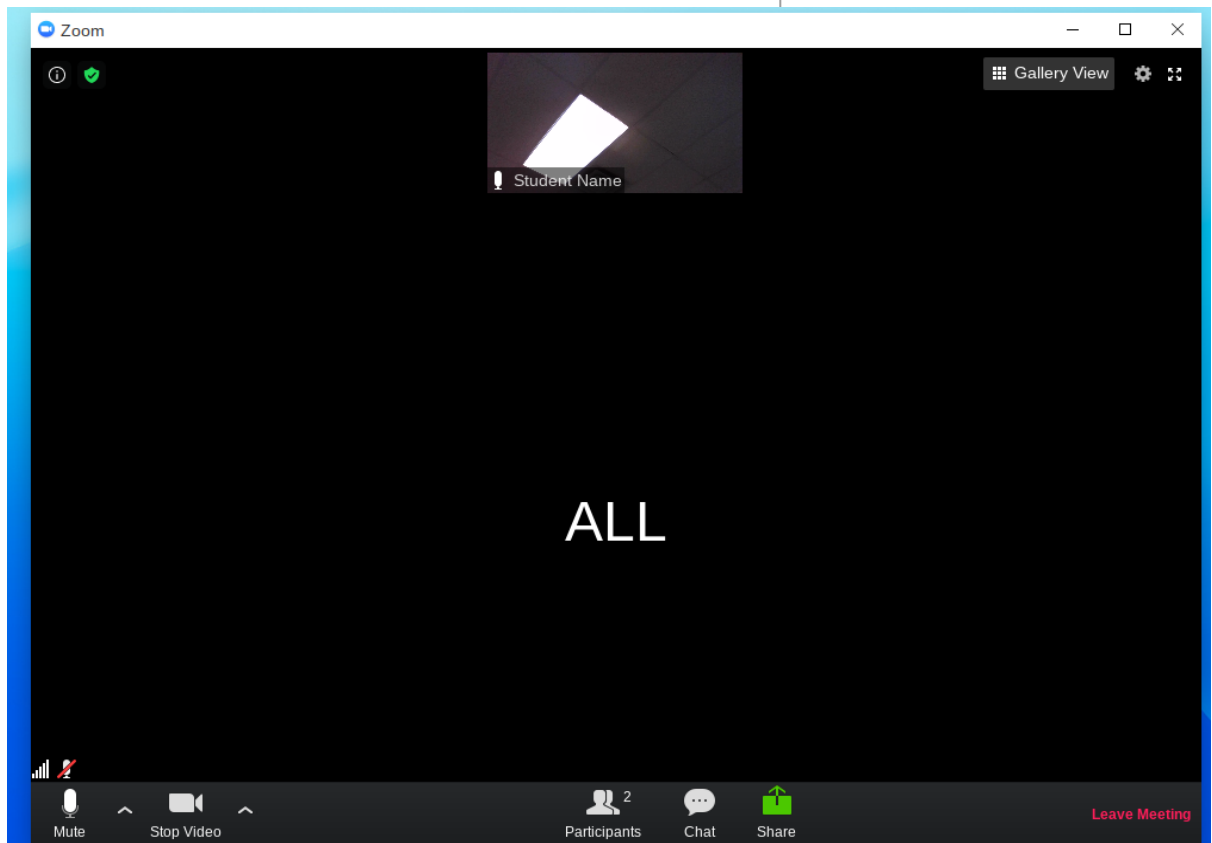 Zoom
Gallery View
Student Name
ALL
2
Mute
Stop Video
Participants
Chat
Share
Leave Meeting